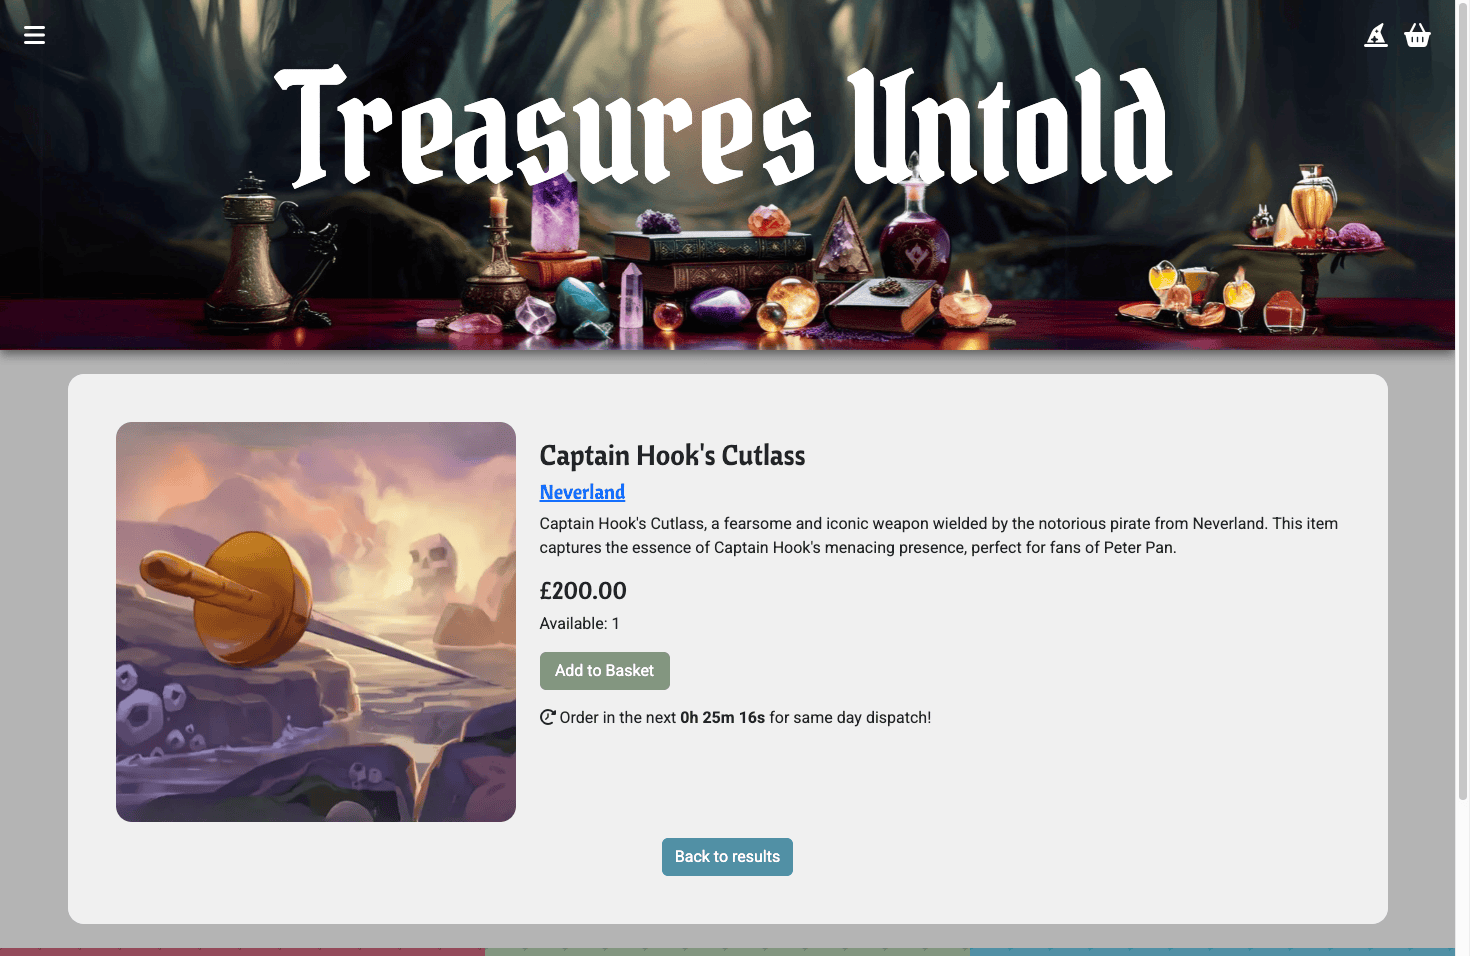 Treasures Untold
Captain Hook's Cutlass
Neverland
Captain Hook's Cutlass, a fearsome and iconic weapon wielded by the notorious pirate from Neverland. This item
captures the essence of Captain Hook's menacing presence, perfect for fans of Peter Pan.
£200.00
Available: 1
Add to Basket
Order in the next 0h 25m 16s for same day dispatch!
Back to results